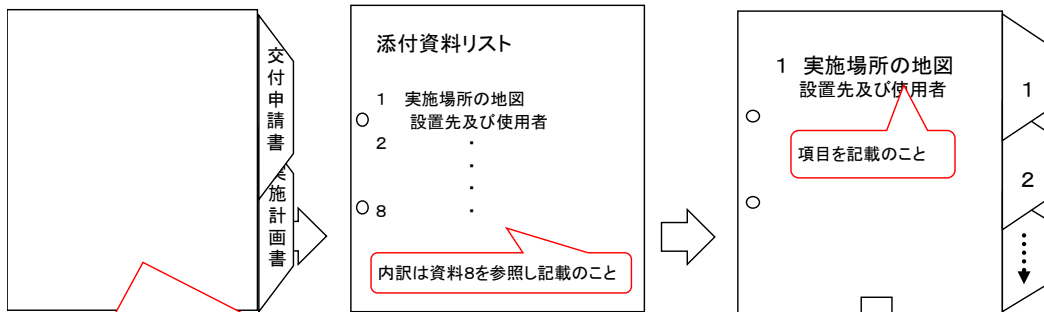 交付申請書
実施計画書
添付資料リスト
1 実施場所の地図
設置先及び使用者
2 ・
・
・
8 ・
内訳は資料8を参照し記載のこと
1 実施場所の地図
設置先及び使用者
項目を記載のこと
1
2